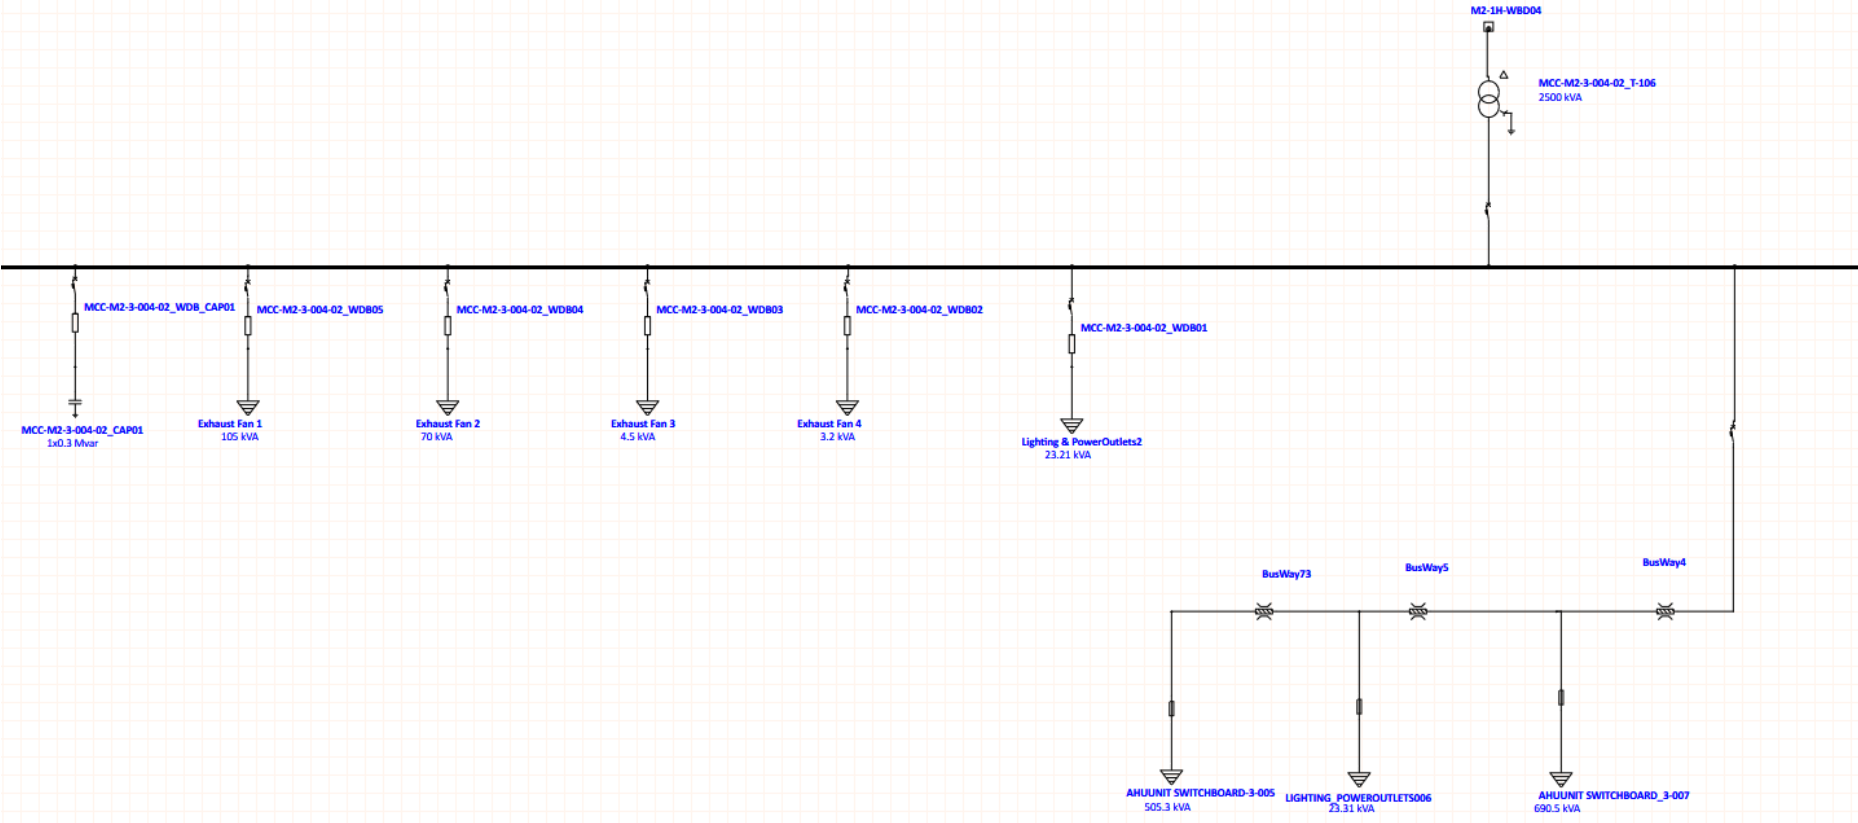 M2-1H-WBD04
MCC-M2-3-004-02_T-106
2500 kVA
MCC-M2-3-004-02_WDB_CAP01
MCC-M2-3-004-02_WDB05
MCC-M2-3-004-02_WDB04
MCC-M2-3-004-02_WDB03
MCC-M2-3-004-02_WDB02
MCC-M2-3-004-02_WDB01
MCC-M2-3-004-02_CAP01
1x0.3 Mvar
Exhaust Fan 1
105 kVA
Exhaust Fan 2
70 kVA
Exhaust Fan 3
4.5 kVA
Exhaust Fan 4
3.2 kVA
Lighting & PowerOutlets2
23.21 kVA
BusWay73
BusWay5
BusWay4
AHUUNIT SWITCHBOARD-3-005
505.3 kVA
LIGHTING_POWEROUTLETS006
23.31 kVA
AHUUNIT SWITCHBOARD_3-007
690.5 kVA